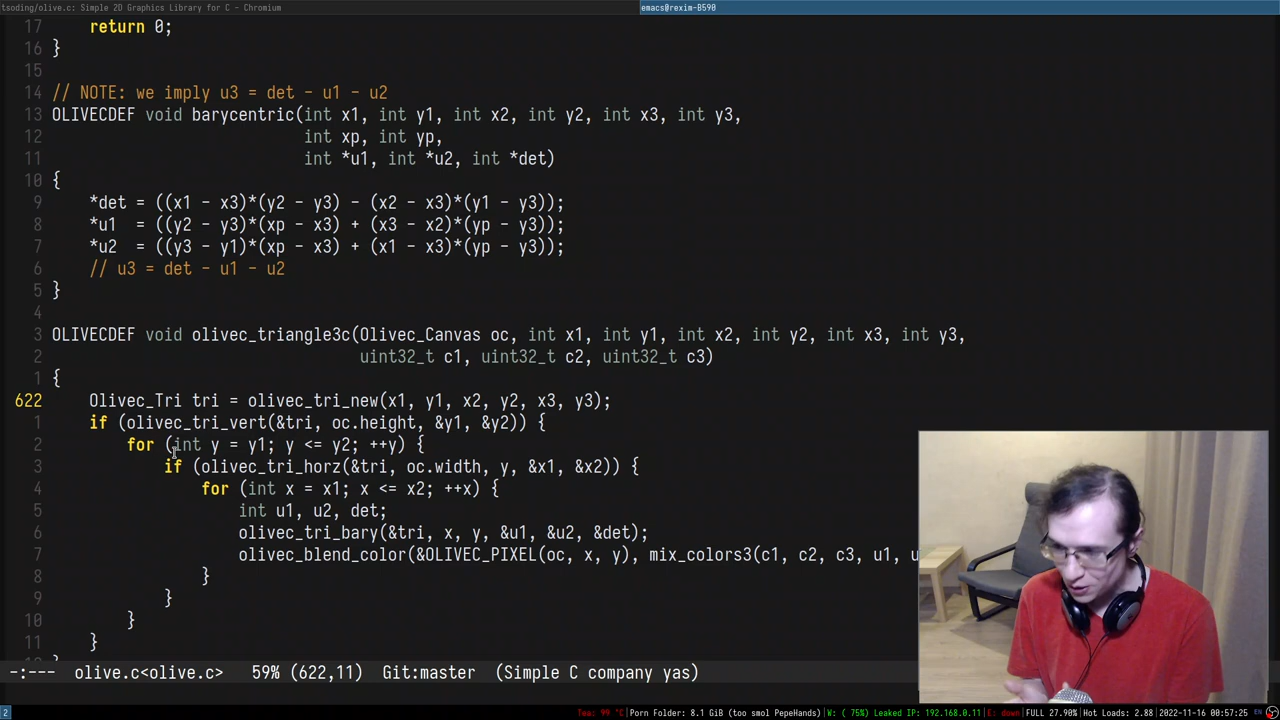 tsoding/olive.c: Simple 2D Graphics Library for C - Chromium
emacs@rexim-B590
17 return 0;
16 }
15
14 // NOTE: we imply u3 = det - u1 - u2
13 OLIVECDEF void barycentric(int x1, int y1, int x2, int y2, int x3, int y3,
12 int xp, int yp,
11 int *u1, int *u2, int *det)
10 {
9 *det = ((x1 - x3)*(y2 - y3) - (x2 - x3)*(y1 - y3));
8 *u1 = ((y2 - y3)*(xp - x3) + (x3 - x2)*(yp - y3));
7 *u2 = ((y3 - y1)*(xp - x3) + (x1 - x3)*(yp - y3));
6 // u3 = det - u1 - u2
5 }
4
3 OLIVECDEF void olivec_triangle3c(Olivec_Canvas oc, int x1, int y1, int x2, int y2, int x3, int y3,
2 uint32_t c1, uint32_t c2, uint32_t c3)
1 {
622 Olivec_Tri tri = olivec_tri_new(x1, y1, x2, y2, x3, y3);
1 if (olivec_tri_vert(&tri, oc.height, &y1, &y2)) {
2 for (int y = y1; y <= y2; ++y) {
3 if (olivec_tri_horz(&tri, oc.width, y, &x1, &x2)) {
4 for (int x = x1; x <= x2; ++x) {
5 int u1, u2, det;
6 olivec_tri_bary(&tri, x, y, &u1, &u2, &det);
7 olivec_blend_color(&OLIVEC_PIXEL(oc, x, y), mix_colors3(c1, c2, c3, u1, u
8 }
9 }
10 }
11 }
-:--- olive.c<olive.c> 59% (622,11) Git:master (Simple C company yas)
2 Too: 99 °C|Porn Folder: 8.1 GiB (too smol PepeHands)|W: ( 75%) Leaked IP: 192.168.0.11|E: down|FULL 27.90%|Hot Loads: 2.88|2022-11-16 00:57:25 EN